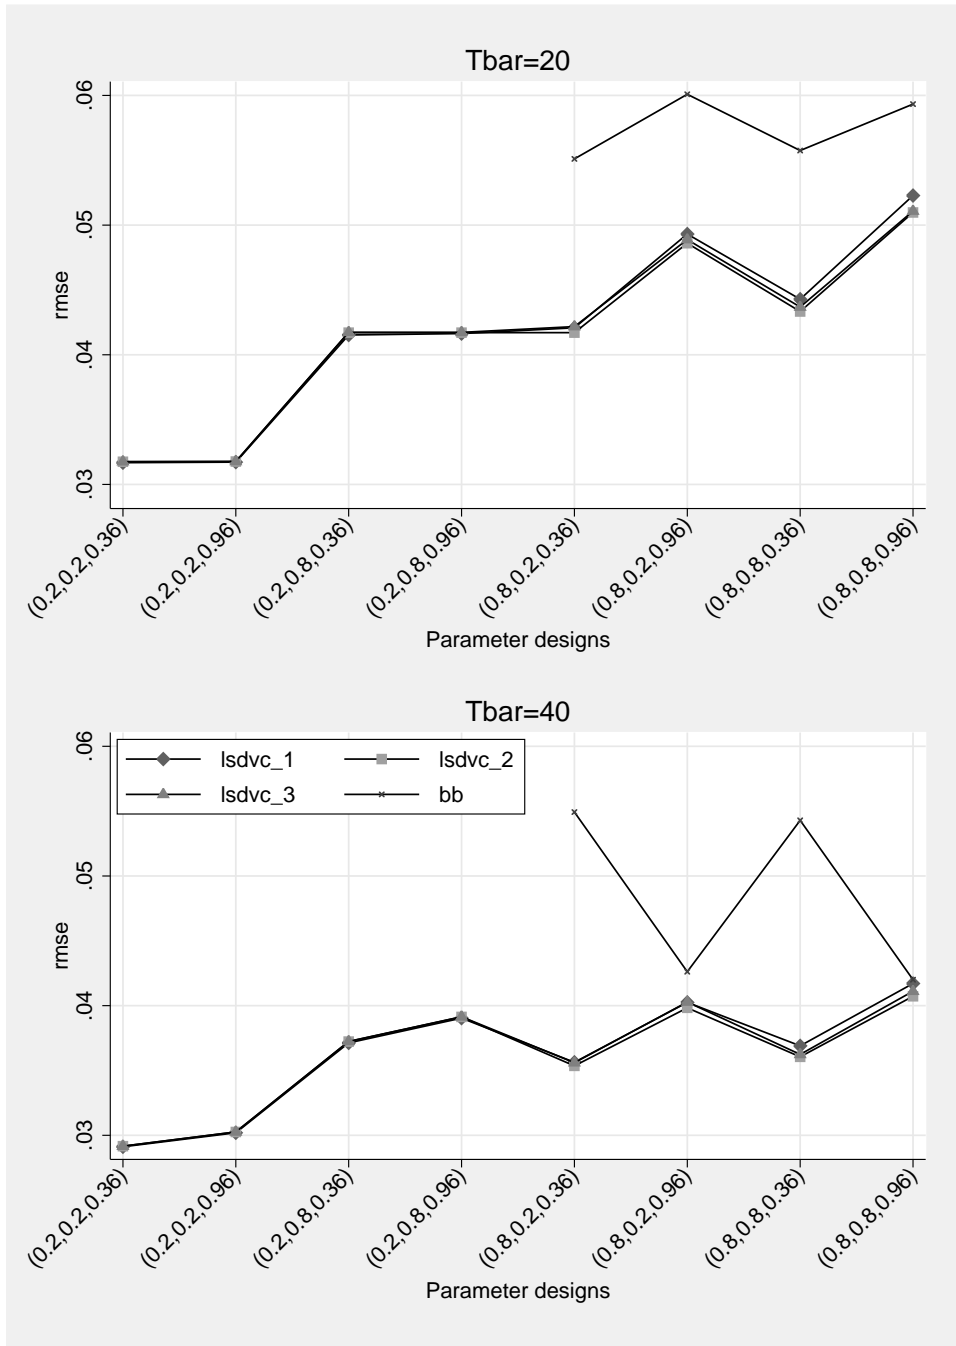 Tbar=20
rmse
.06
.05
.04
.03
(0.2,0.2,0.36)
(0.2,0.2,0.96)
(0.2,0.8,0.36)
(0.2,0.8,0.96)
(0.8,0.2,0.36)
(0.8,0.2,0.96)
(0.8,0.8,0.36)
(0.8,0.8,0.96)
Parameter designs
Tbar=40
lsdvc_1
lsdvc_2
lsdvc_3
bb
rmse
.06
.05
.04
.03
(0.2,0.2,0.36)
(0.2,0.2,0.96)
(0.2,0.8,0.36)
(0.2,0.8,0.96)
(0.8,0.2,0.36)
(0.8,0.2,0.96)
(0.8,0.8,0.36)
(0.8,0.8,0.96)
Parameter designs